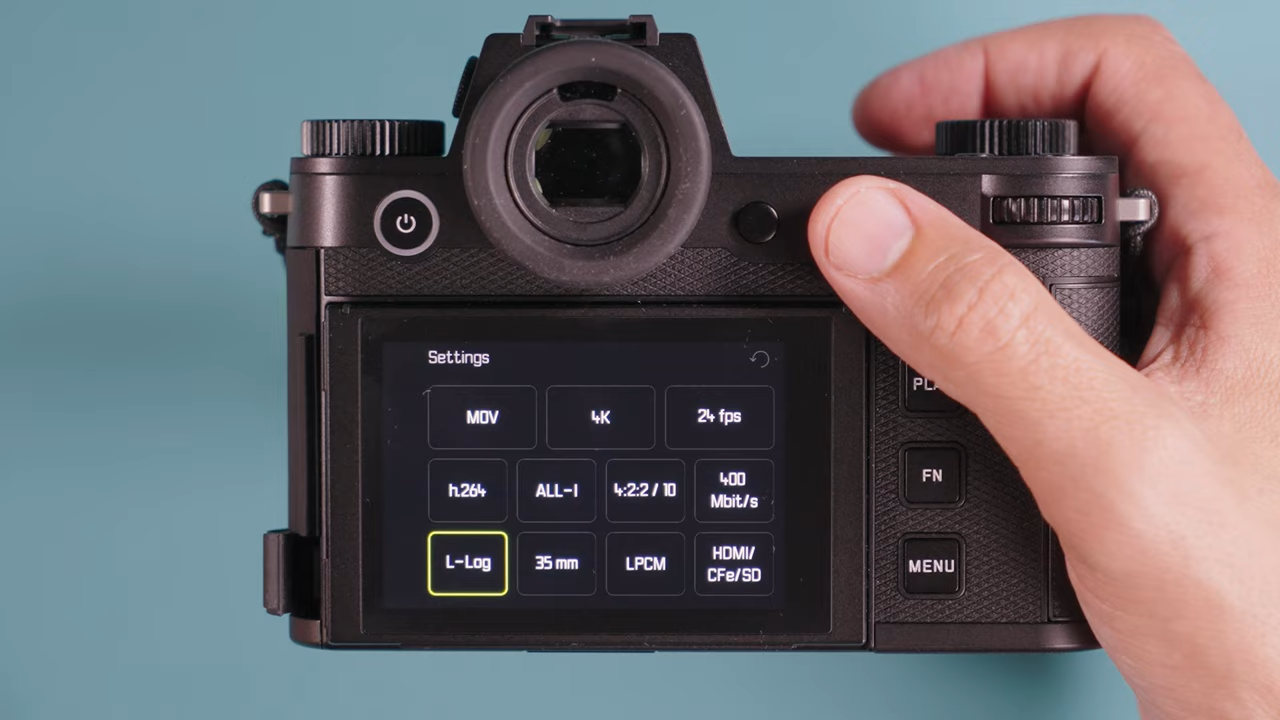 Settings
MOV
4K
24 fps
h.264
ALL-I
4:2:2 / 10
400
Mbit/s
L-Log
35 mm
LPCM
HDMI/
CFe/SD
FN
MENU